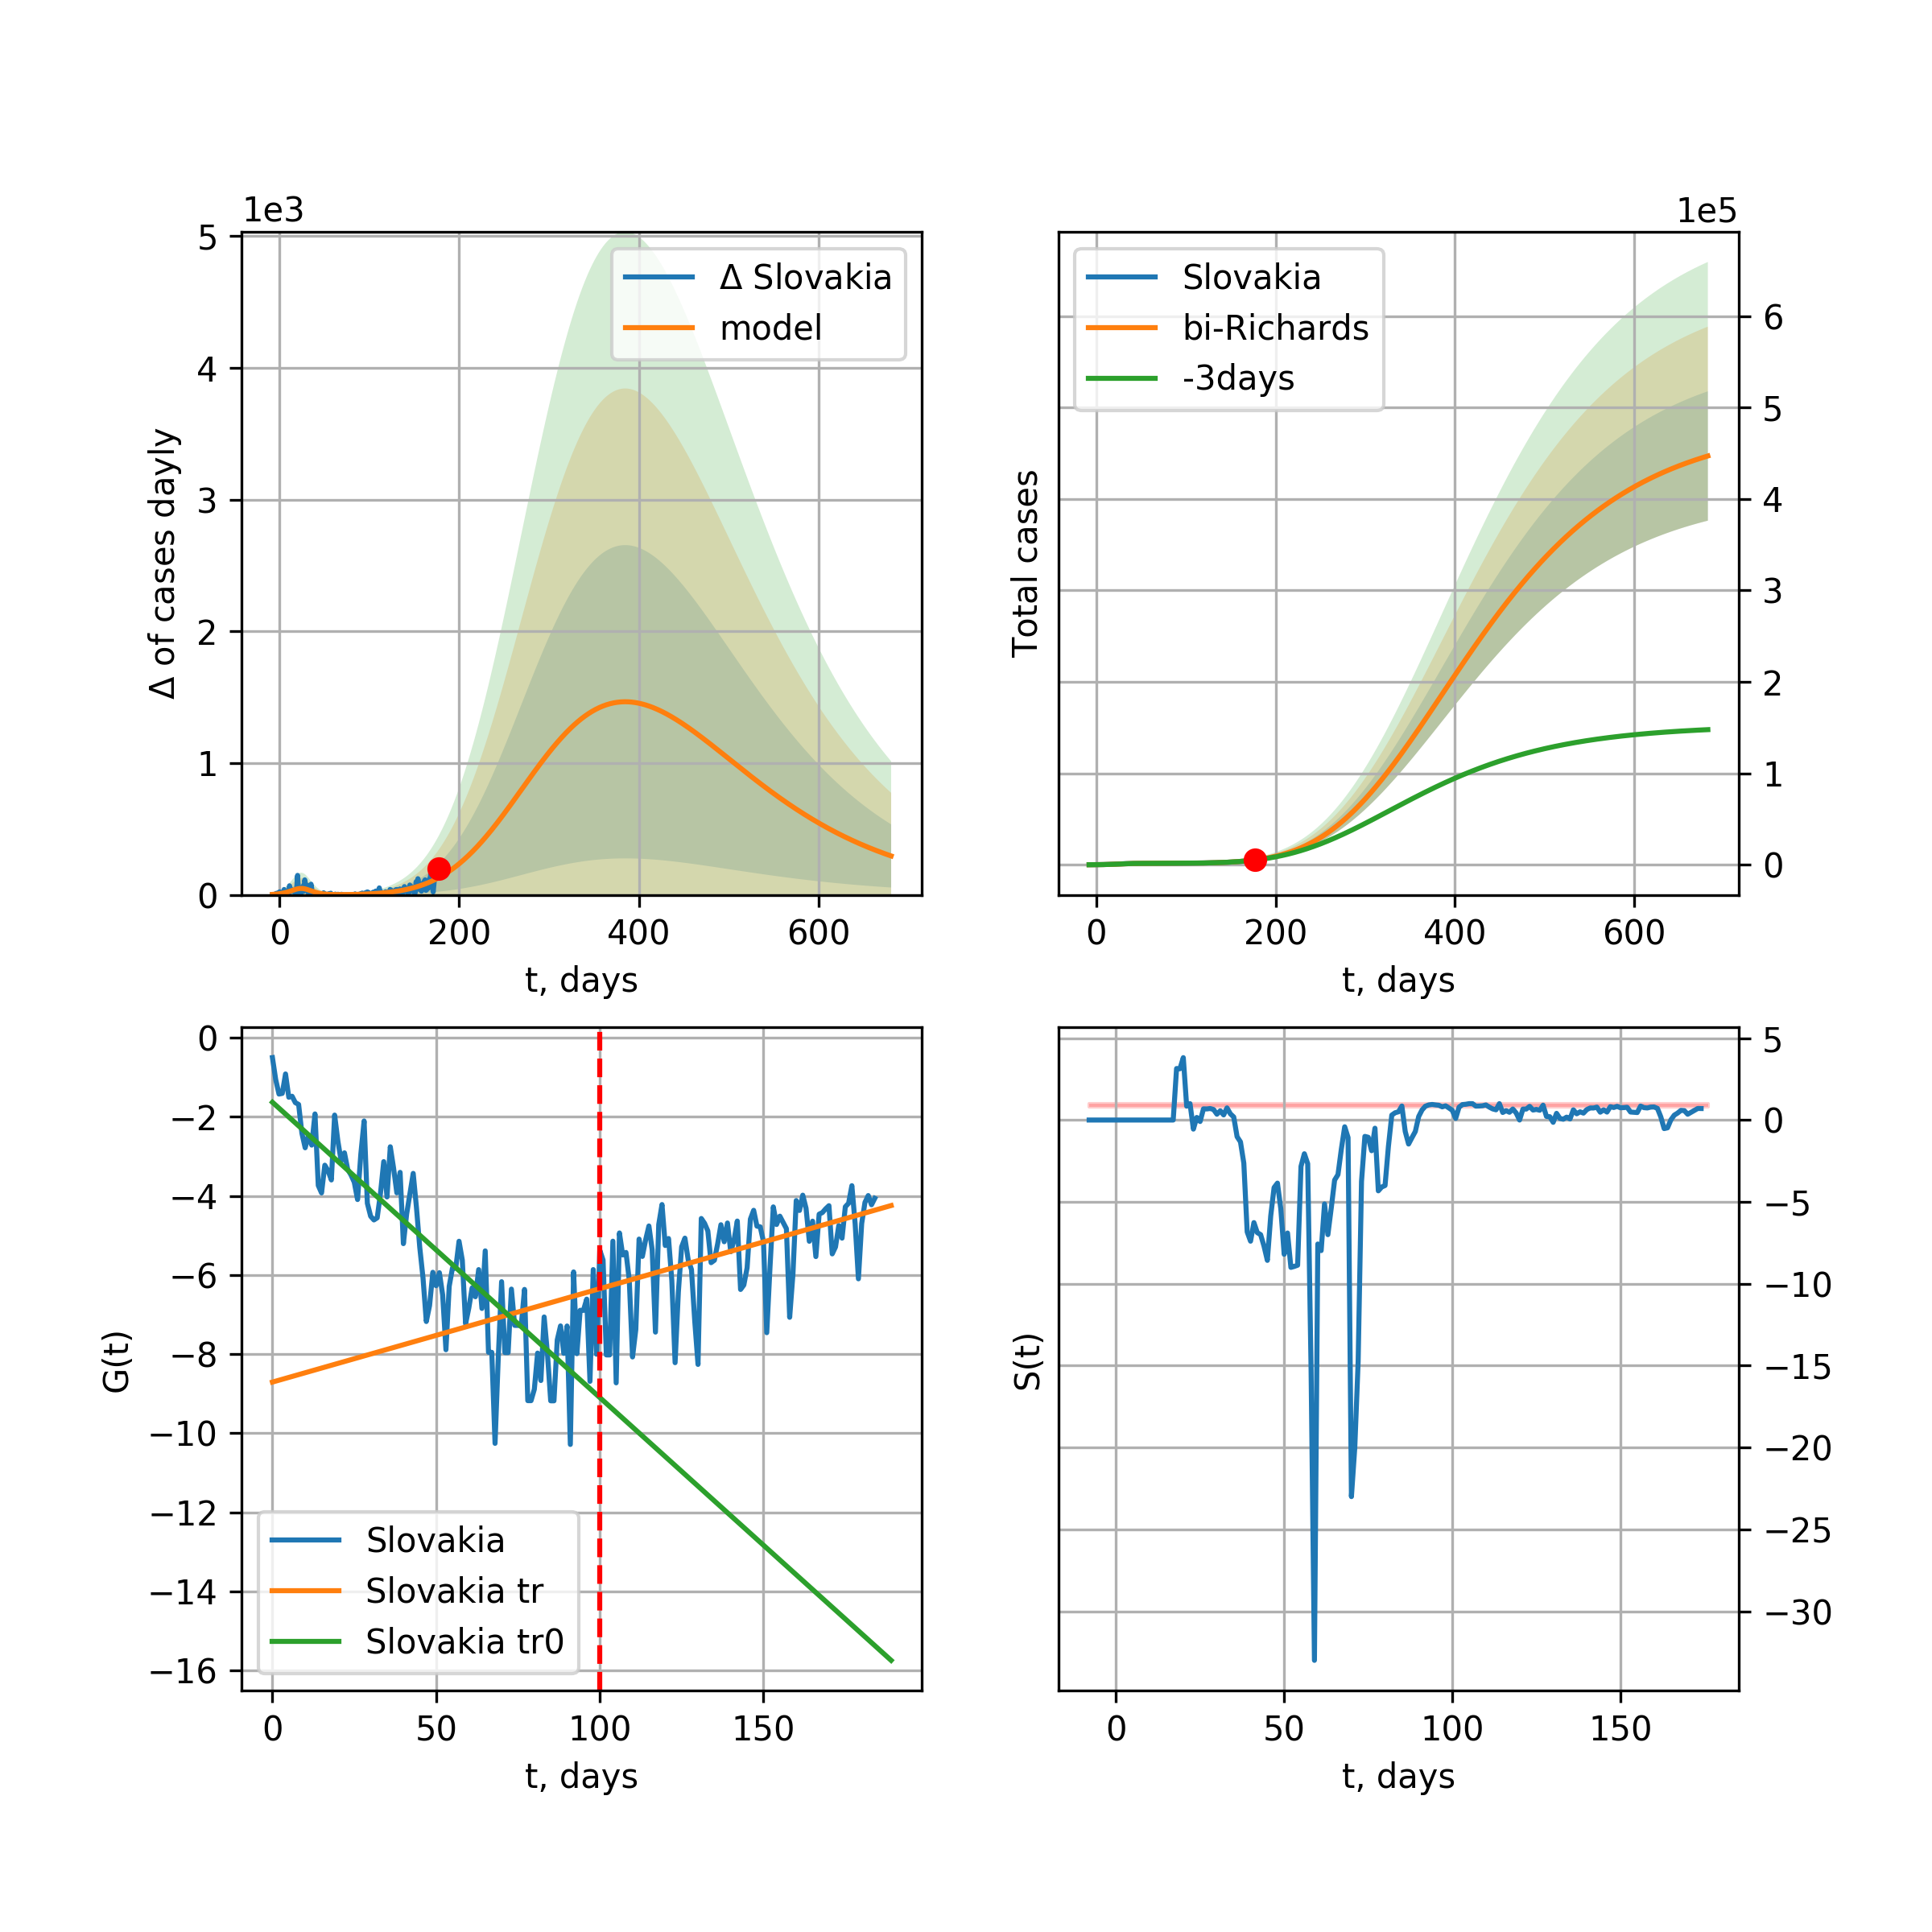 1e3
5
4
3
2
1
0
Δ of cases dayly
Δ Slovakia
model
0
200
400
600
t, days
1e5
Slovakia
bi-Richards
-3days
Total cases
6
5
4
3
2
1
0
0
200
400
600
t, days
0
−2
−4
−6
−8
−10
−12
−14
−16
G(t)
Slovakia
Slovakia tr
Slovakia tr0
0
50
100
150
t, days
S(t)
5
0
−5
−10
−15
−20
−25
−30
0
50
100
150
t, days